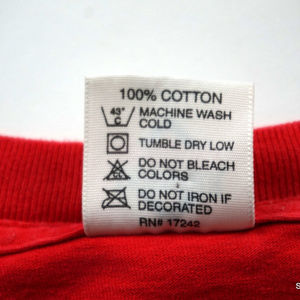 100% COTTON
43° C MACHINE WASH
COLD
TUMBLE DRY LOW
DO NOT BLEACH
COLORS
DO NOT IRON IF
DECORATED
RN# 17242